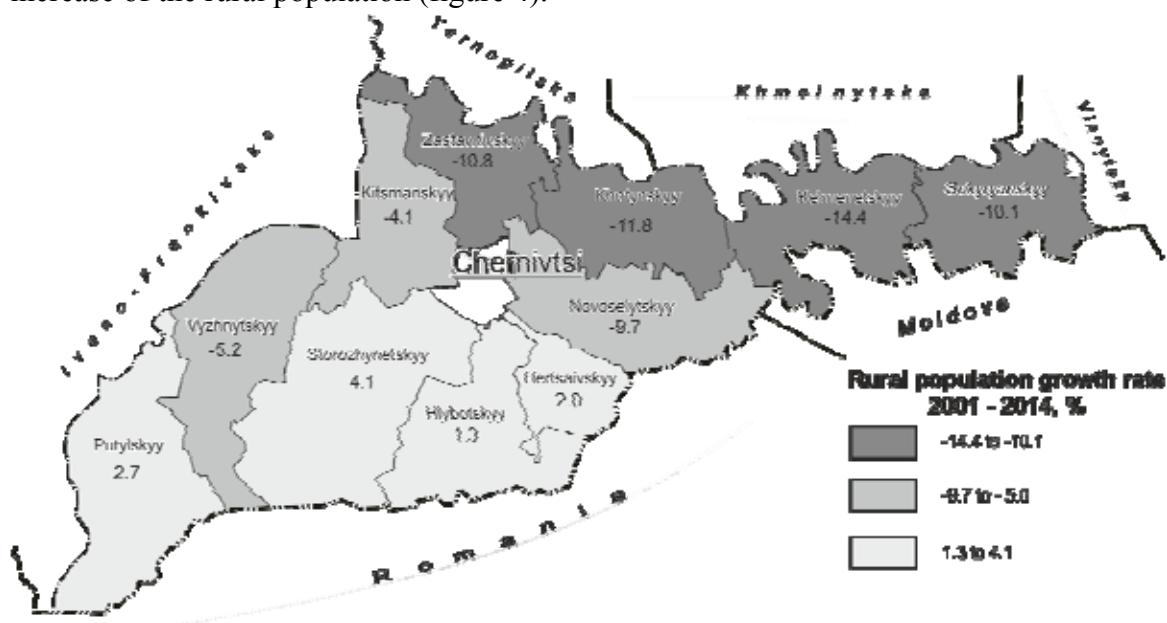 increase of the rural population (figure 4).
Ternopilska
Khmelnytska
Vinnytska
Ivano-Frankivska
Zastavnivskyy
-10.8
Kitsmanskyy
-4.1
Khotynskyy
-11.8
Kelmenetskyy
-14.4
Sokyryanskyy
-10.1
Chernivtsi
Novoselytskyy
-9.7
Moldova
Vyzhnytskyy
-5.2
Storozhynetskyy
4.1
Hertsaivskyy
2.0
Hlybotskyy
1.3
Putylskyy
2.7
Romania
Rural population growth rate
2001 - 2014, %
-14.4 to -10.1
-9.7 to -5.0
1.3 to 4.1